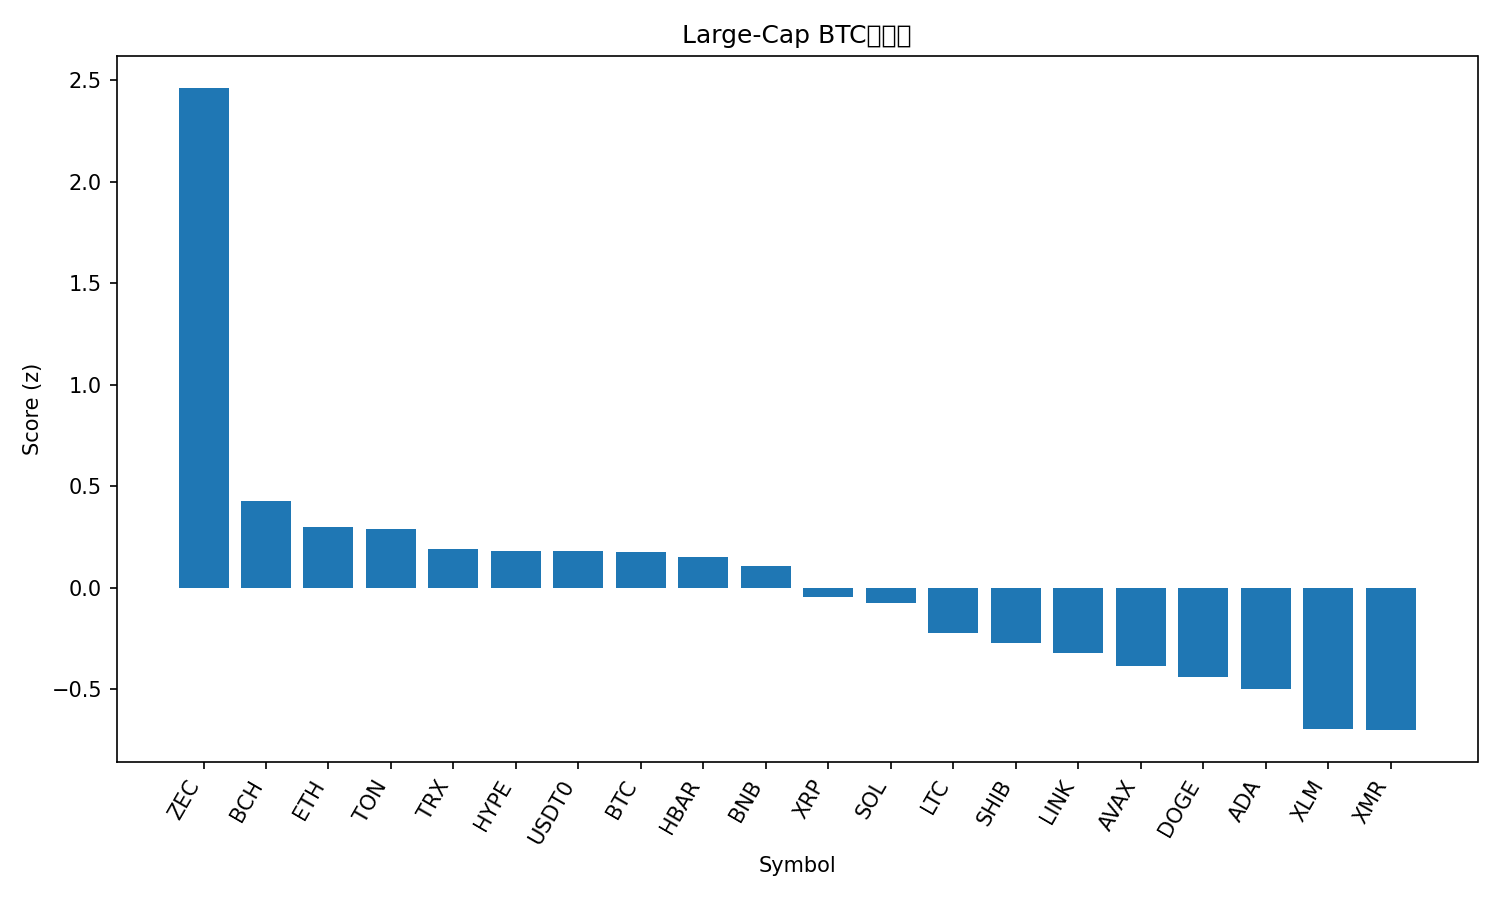 Large-Cap BTC
Score (z)
2.5
2.0
1.5
1.0
0.5
0.0
−0.5
ZEC
BCH
ETH
TON
TRX
HYPE
USDT0
BTC
HBAR
BNB
XRP
SOL
LTC
SHIB
LINK
AVAX
DOGE
ADA
XLM
XMR
Symbol